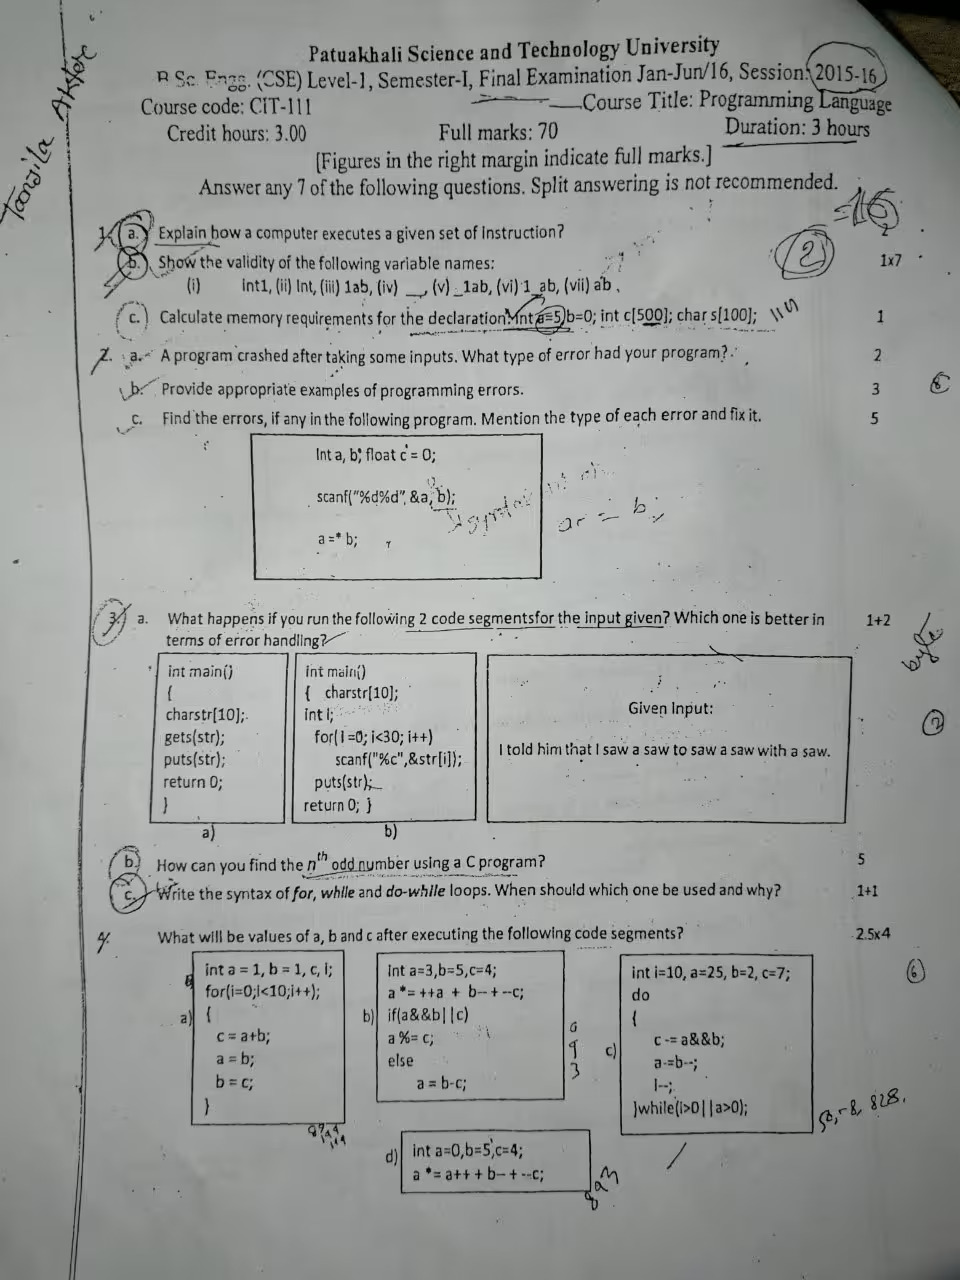 Toorjila Akter
Patuakhali Science and Technology University
B Sc. Engg. (CSE) Level-1, Semester-I, Final Examination Jan-Jun/16, Session: 2015-16
Course code: CIT-111 Course Title: Programming Language
Credit hours: 3.00 Full marks: 70 Duration: 3 hours
[Figures in the right margin indicate full marks.]
Answer any 7 of the following questions. Split answering is not recommended.
=16
1. a. Explain how a computer executes a given set of instruction? 2
2
b. Show the validity of the following variable names: 1x7
(i) Int1, (ii) Int, (iii) 1ab, (iv) __, (v) _1ab, (vi) 1_ab, (vii) ab
c. Calculate memory requirements for the declaration: int a=5, b=0; int c[500]; char s[100]; 1
2. a. A program crashed after taking some inputs. What type of error had your program? 2
b. Provide appropriate examples of programming errors. 3
c. Find the errors, if any in the following program. Mention the type of each error and fix it. 5
Int a, b; float c = 0;
scanf("%d%d", &a, b);
syntax
a =* b;
= b;
3. a. What happens if you run the following 2 code segmentsfor the input given? Which one is better in 1+2
terms of error handling?
byte
int main()
{
charstr[10];
gets(str);
puts(str);
return 0;
}
a)
int main()
{ charstr[10];
int I;
for( I =0; i<30; i++)
scanf("%c",&str[i]);
puts(str);
return 0; }
b)
Given Input:
I told him that I saw a saw to saw a saw with a saw.
b. How can you find the nth odd number using a C program? 5
c. Write the syntax of for, while and do-while loops. When should which one be used and why? 1+1
4. What will be values of a, b and c after executing the following code segments? 2.5x4
6
a)
int a = 1, b = 1, c, i;
for(i=0;i<10;i++);
{
c = a+b;
a = b;
b = c;
}
b)
Int a=3,b=5,c=4;
a *= ++a + b--+--c;
if(a&&b||c)
a %= c;
else
a = b-c;
0
9
3
c)
int i=10, a=25, b=2, c=7;
do
{
c -= a&&b;
a-=b--;
I--;
}while(i>0||a>0);
d)
int a=0,b=5,c=4;
a *= a++ + b--+ --c;